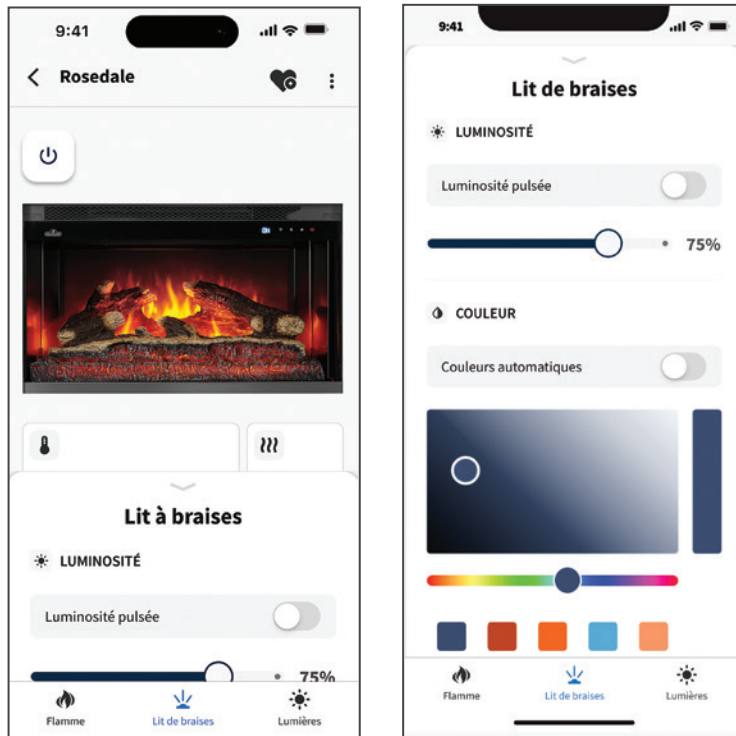 9:41
Rosedale
Lit à braises
LUMINOSITÉ
Luminosité pulsée
75%
Flamme
Lit de braises
Lumières
9:41
Lit de braises
LUMINOSITÉ
Luminosité pulsée
75%
COULEUR
Couleurs automatiques
Flamme
Lit de braises
Lumières